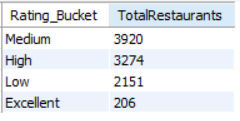 Rating_Bucket TotalRestaurants
Medium 3920
High 3274
Low 2151
Excellent 206